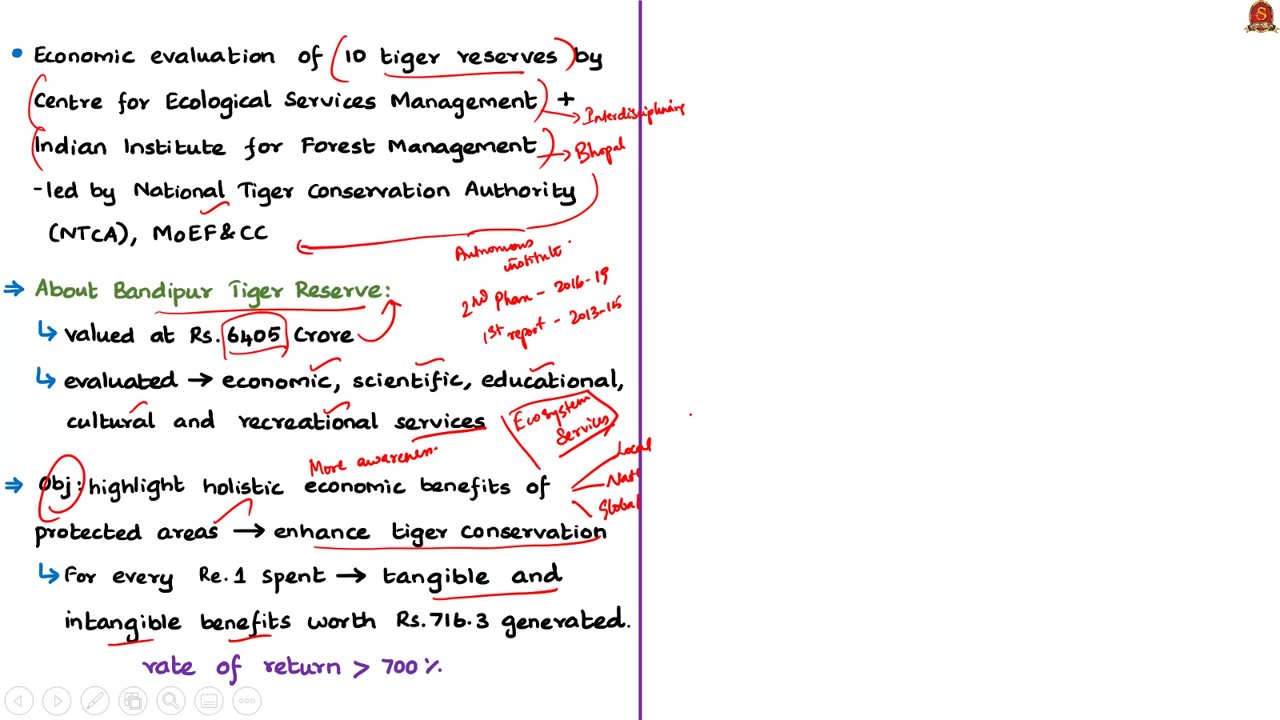 • Economic evaluation of (10 tiger reserves) by
(Centre for Ecological Services Management) +
→ Interdisciplinary
(Indian Institute for Forest Management)
→ Bhopal
-led by National Tiger Conservation Authority
(NTCA), MoEF&CC
Autonomous
institute
⇒ About Bandipur Tiger Reserve:
2nd Phase - 2016-19
1st report - 2013-15
↳ valued at Rs. 6405 Crore
↳ evaluated → economic, scientific, educational,
cultural and recreational services
Ecosystem
Services
More awareness
Local
Natl
Global
⇒ Obj: highlight holistic economic benefits of
protected areas → enhance tiger conservation
↳ For every Re.1 spent → tangible and
intangible benefits worth Rs.716.3 generated.
rate of return > 700%
S